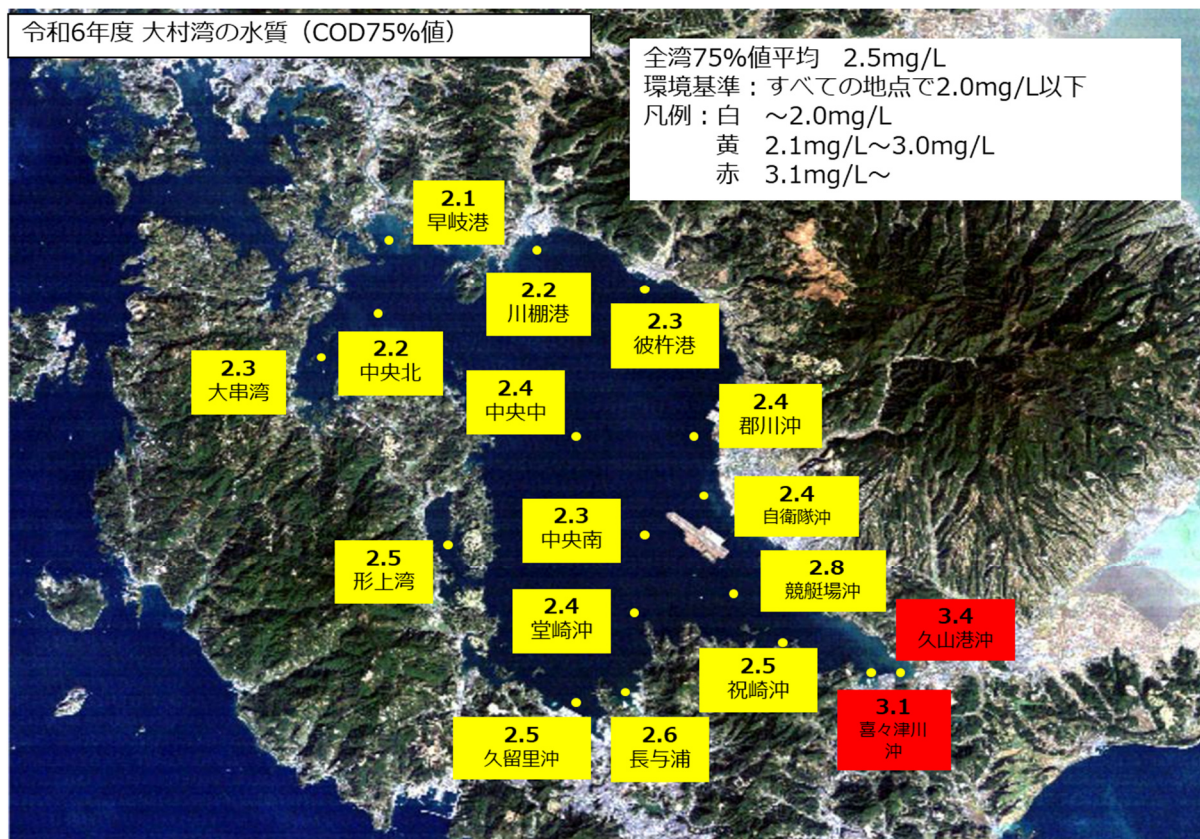 令和6年度 大村湾の水質（COD75%値）
全湾75%値平均　2.5mg/L
環境基準：すべての地点で2.0mg/L以下
凡例：白　～2.0mg/L
黄　2.1mg/L～3.0mg/L
赤　3.1mg/L～
2.1
早岐港
2.2
川棚港
2.3
彼杵港
2.3
大串湾
2.2
中央北
2.4
中央中
2.4
郡川沖
2.4
自衛隊沖
2.3
中央南
2.5
形上湾
2.8
競艇場沖
2.4
堂崎沖
3.4
久山港沖
2.5
祝崎沖
3.1
喜々津川
沖
2.5
久留里沖
2.6
長与浦